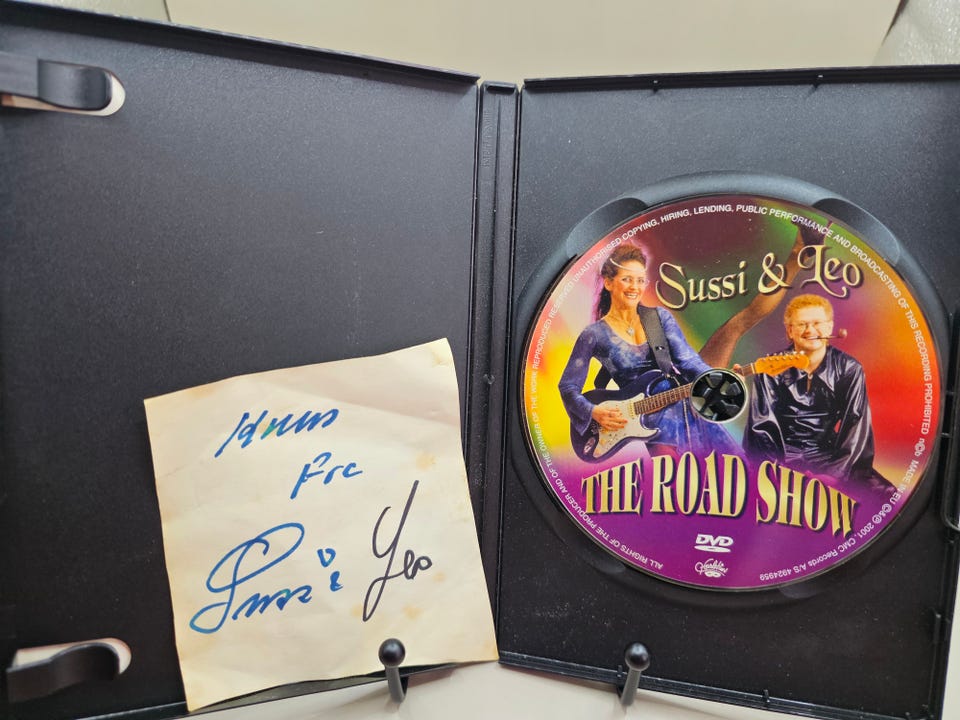 Fra
Sussi & Leo
Sussi & Leo
THE ROAD SHOW
DVD
ALL RIGHTS OF THE PRODUCER AND OF THE OWNER OF THE WORK REPRODUCED RESERVED UNAUTHORISED COPYING, HIRING, LENDING, PUBLIC PERFORMANCE AND BROADCASTING OF THIS RECORDING PROHIBITED n©b MADE IN EU ©&℗ 2001, CMC Records A/S 4924959